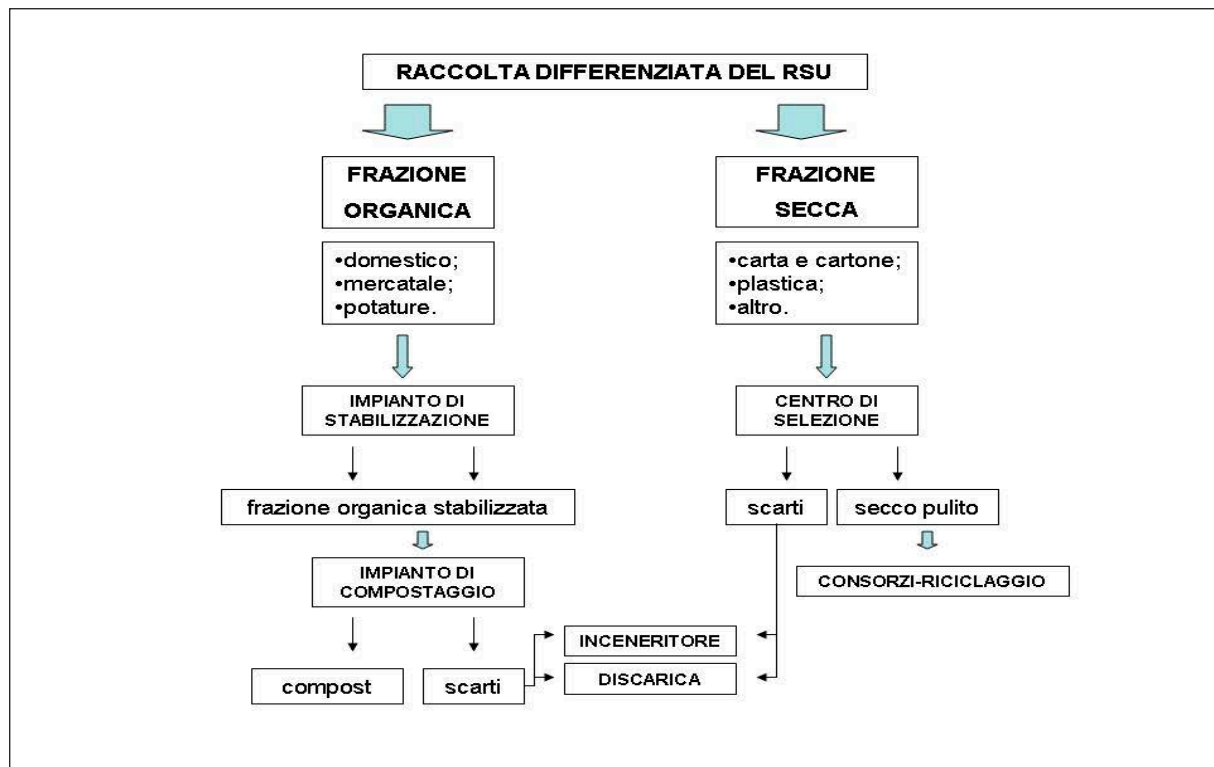 RACCOLTA DIFFERENZIATA DEL RSU
FRAZIONE
ORGANICA
•domestico;
•mercatale;
•potature.
IMPIANTO DI
STABILIZZAZIONE
frazione organica stabilizzata
IMPIANTO DI
COMPOSTAGGIO
compost
scarti
FRAZIONE
SECCA
•carta e cartone;
•plastica;
•altro.
CENTRO DI
SELEZIONE
scarti
secco pulito
CONSORZI-RICICLAGGIO
INCENERITORE
DISCARICA